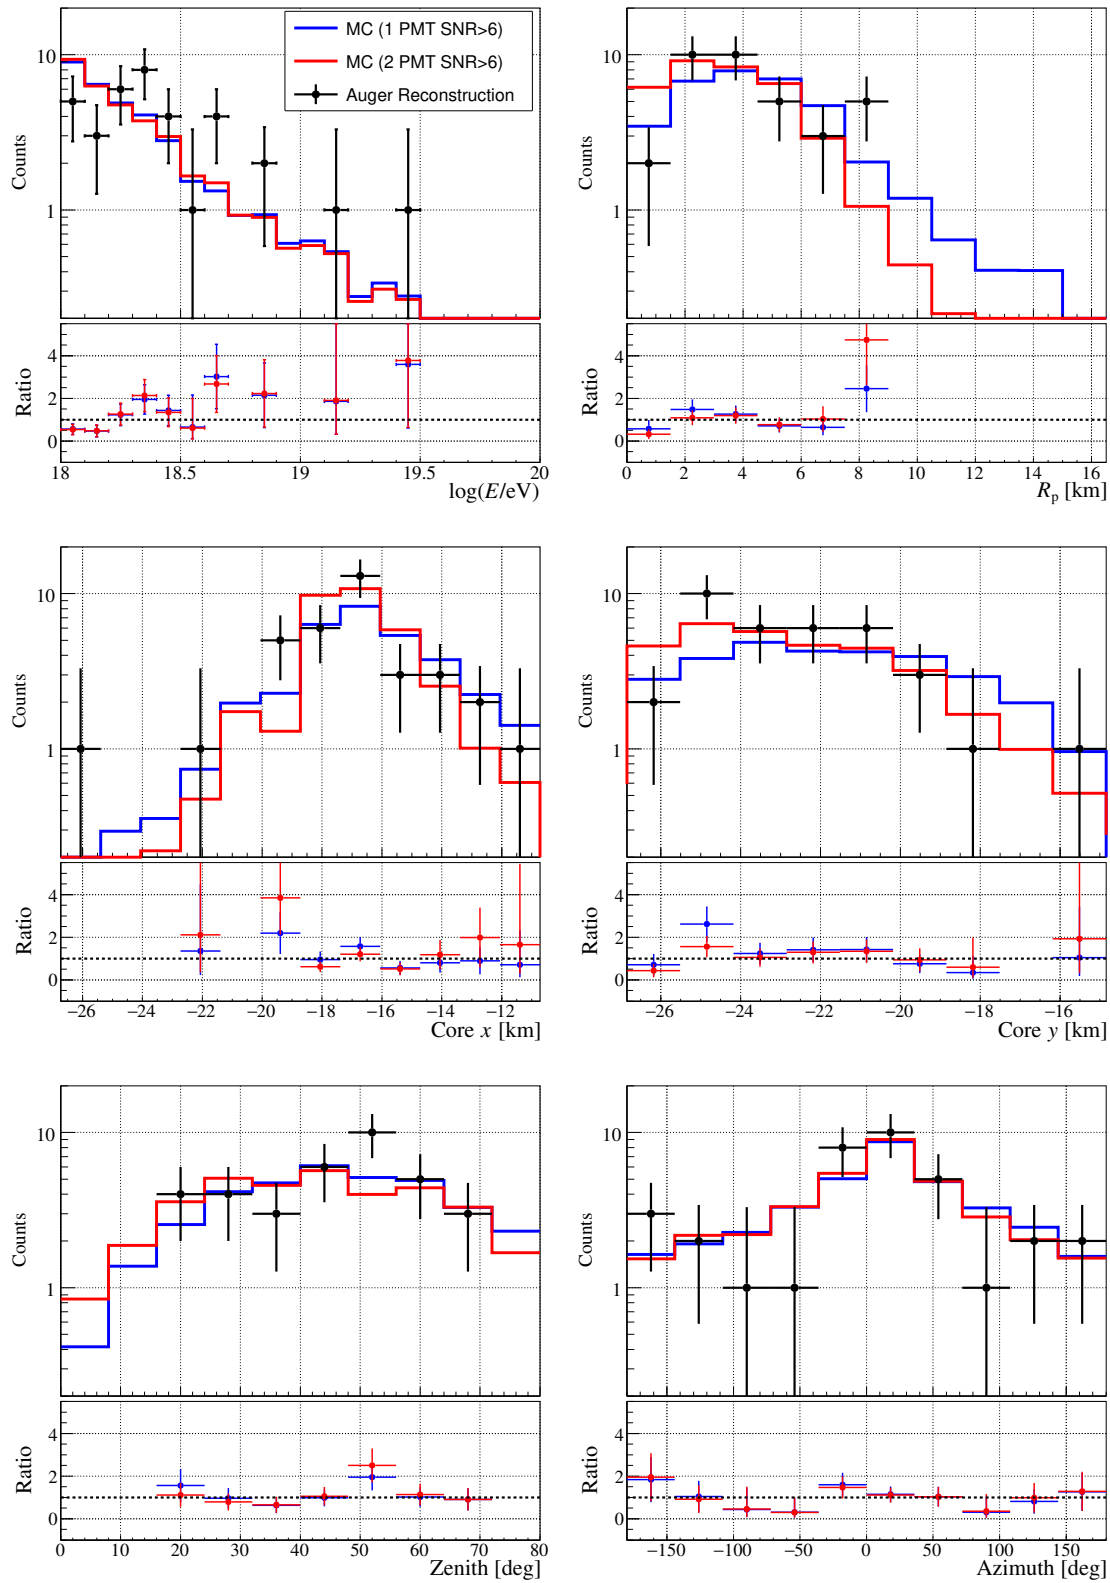 MC (1 PMT SNR>6)
MC (2 PMT SNR>6)
Auger Reconstruction
Counts
10
1
Ratio
4
2
0
18 18.5 19 19.5 20
log(E/eV)
Counts
10
1
Ratio
4
2
0
0 2 4 6 8 10 12 14 16
Rp [km]
Counts
10
1
Ratio
4
2
0
−26 −24 −22 −20 −18 −16 −14 −12
Core x [km]
Counts
10
1
Ratio
4
2
0
−26 −24 −22 −20 −18 −16
Core y [km]
Counts
10
1
Ratio
4
2
0
0 10 20 30 40 50 60 70 80
Zenith [deg]
Counts
10
1
Ratio
4
2
0
−150 −100 −50 0 50 100 150
Azimuth [deg]